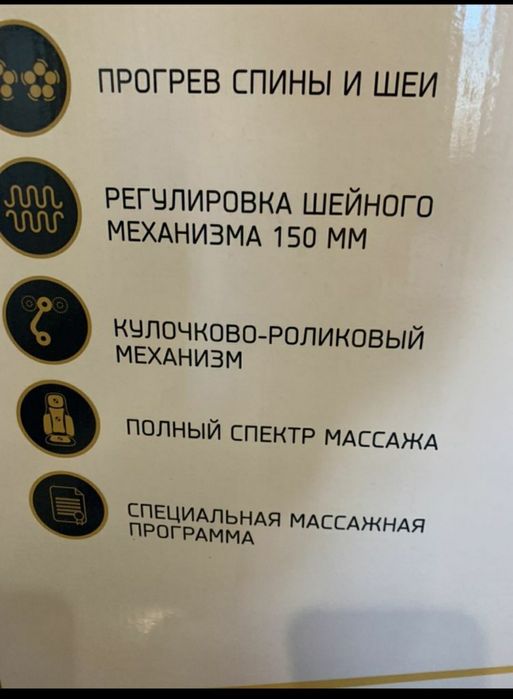 ПРОГРЕВ СПИНЫ И ШЕИ
РЕГУЛИРОВКА ШЕЙНОГО
МЕХАНИЗМА 150 ММ
КУЛОЧКОВО-РОЛИКОВЫЙ
МЕХАНИЗМ
ПОЛНЫЙ СПЕКТР МАССАЖА
СПЕЦИАЛЬНАЯ МАССАЖНАЯ
ПРОГРАММА